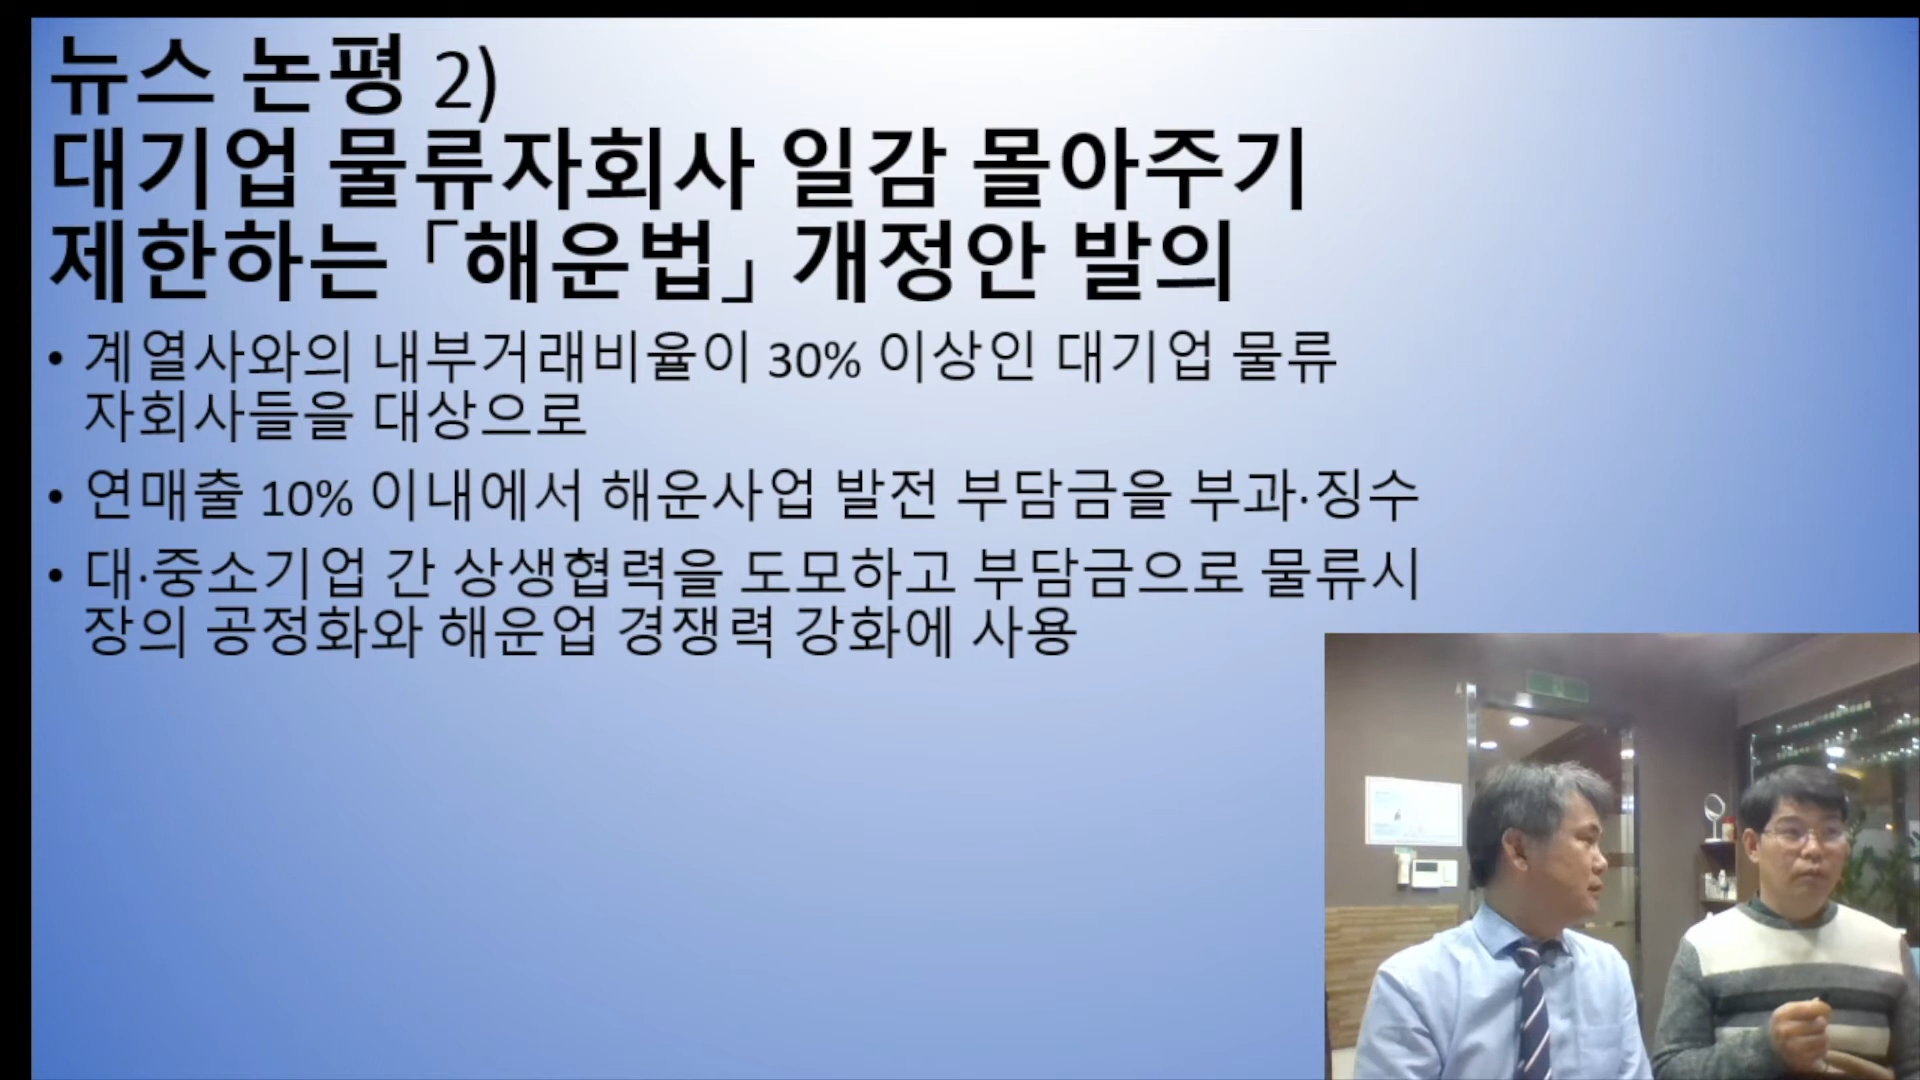 뉴스 논평 2)
대기업 물류자회사 일감 몰아주기
제한하는 「해운법」 개정안 발의
• 계열사와의 내부거래비율이 30% 이상인 대기업 물류
자회사들을 대상으로
• 연매출 10% 이내에서 해운사업 발전 부담금을 부과·징수
• 대·중소기업 간 상생협력을 도모하고 부담금으로 물류시
장의 공정화와 해운업 경쟁력 강화에 사용